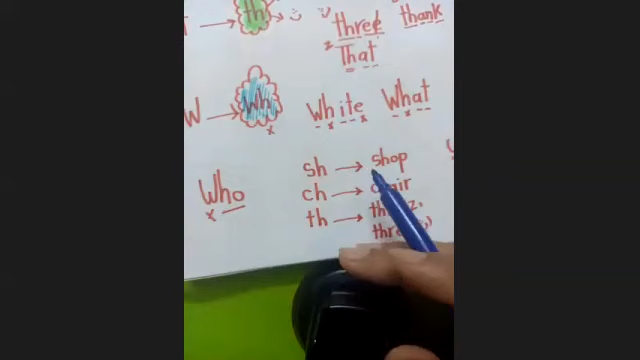 th three thank
That
W → Wh White What
Who sh → shop
ch →
th →